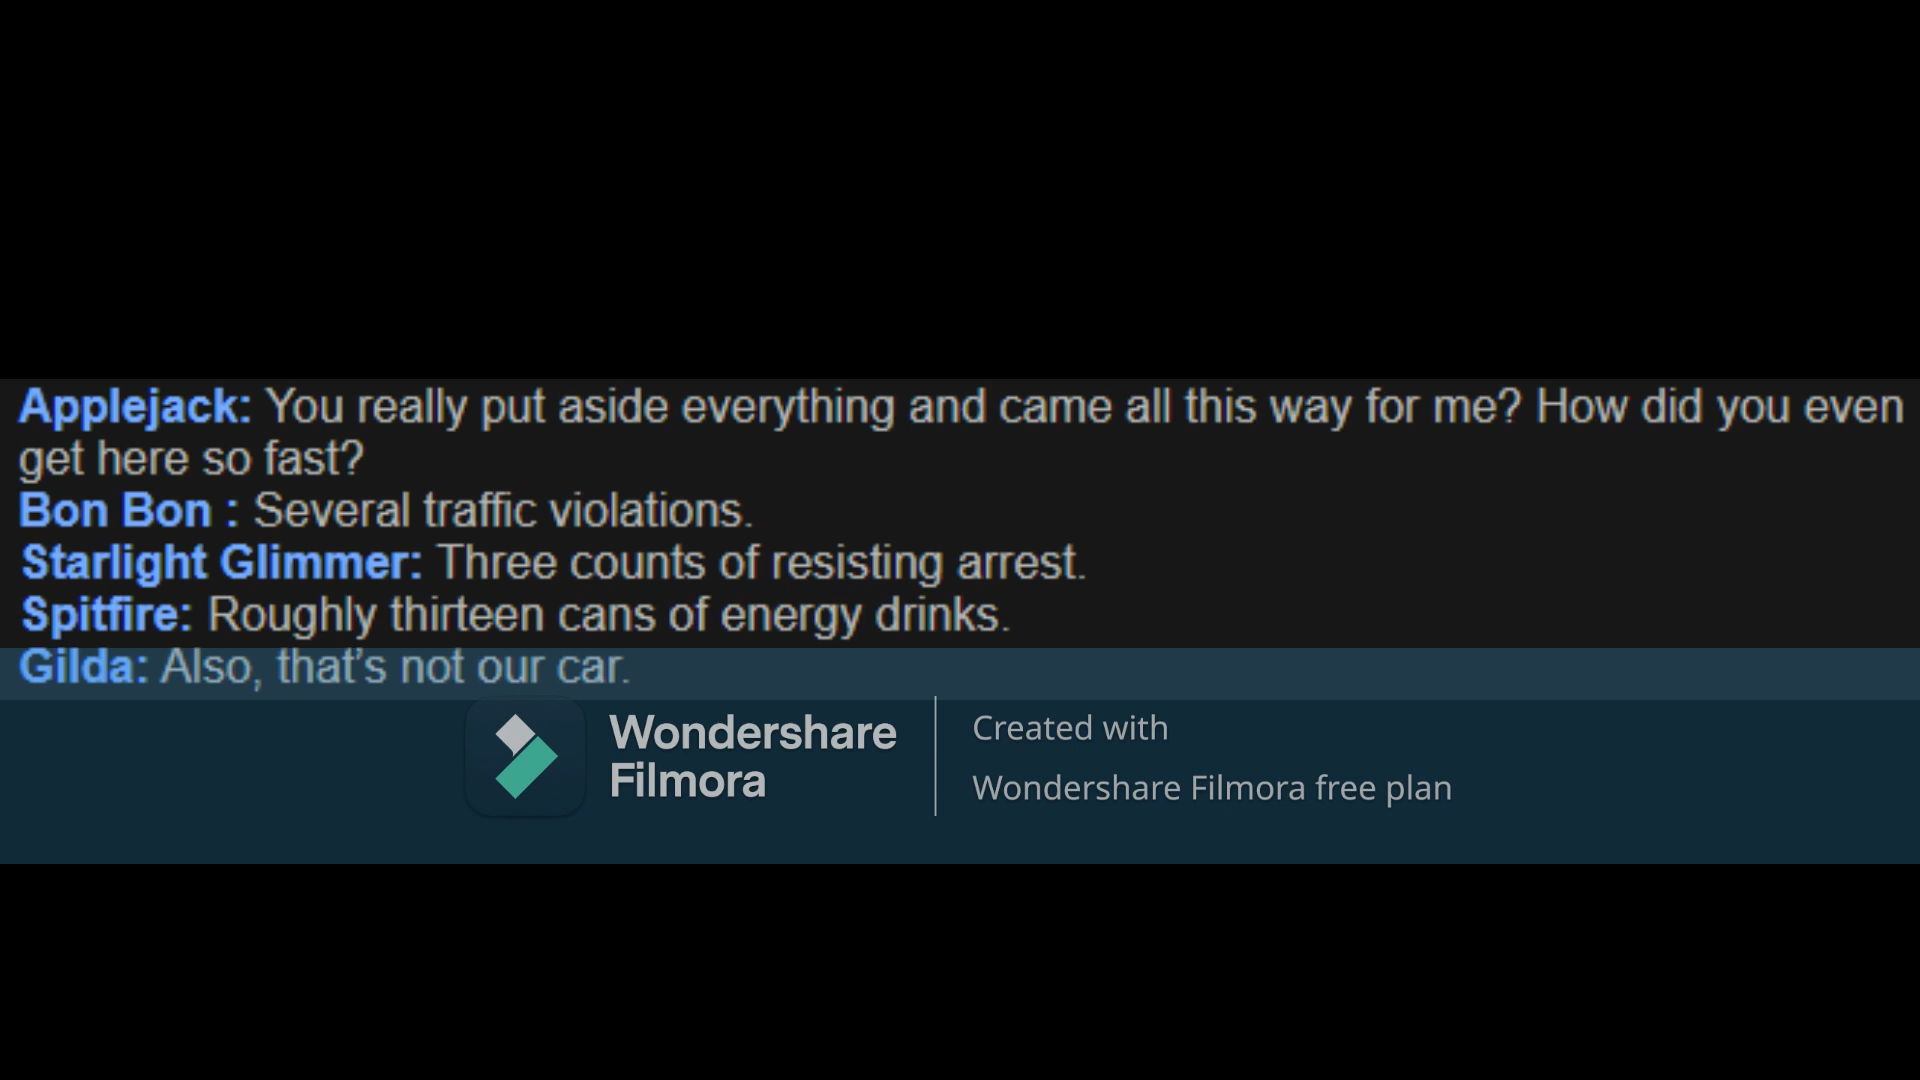 Applejack: You really put aside everything and came all this way for me? How did you even
get here so fast?
Bon Bon : Several traffic violations.
Starlight Glimmer: Three counts of resisting arrest.
Spitfire: Roughly thirteen cans of energy drinks.
Gilda: Also, that’s not our car.
Wondershare
Filmora
Created with
Wondershare Filmora free plan